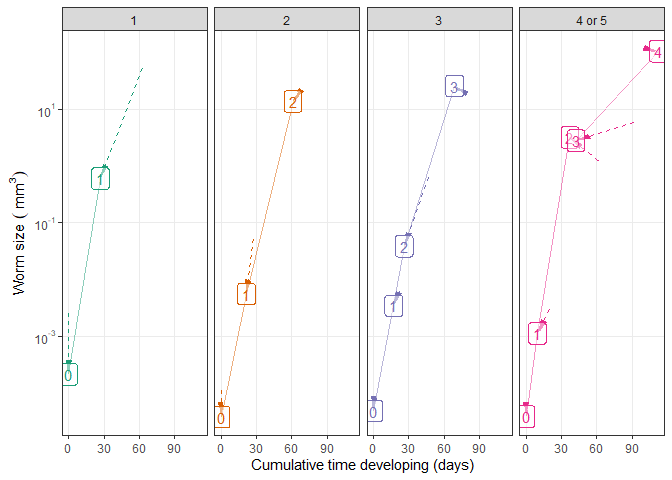 1 2 3 4 or 5
Worm size ( mm³)
10¹
10⁻¹
10⁻³
0 1
0 1 2
0 1 2 3
0 1 2 3 4
0 30 60 90 0 30 60 90 0 30 60 90 0 30 60 90
Cumulative time developing (days)